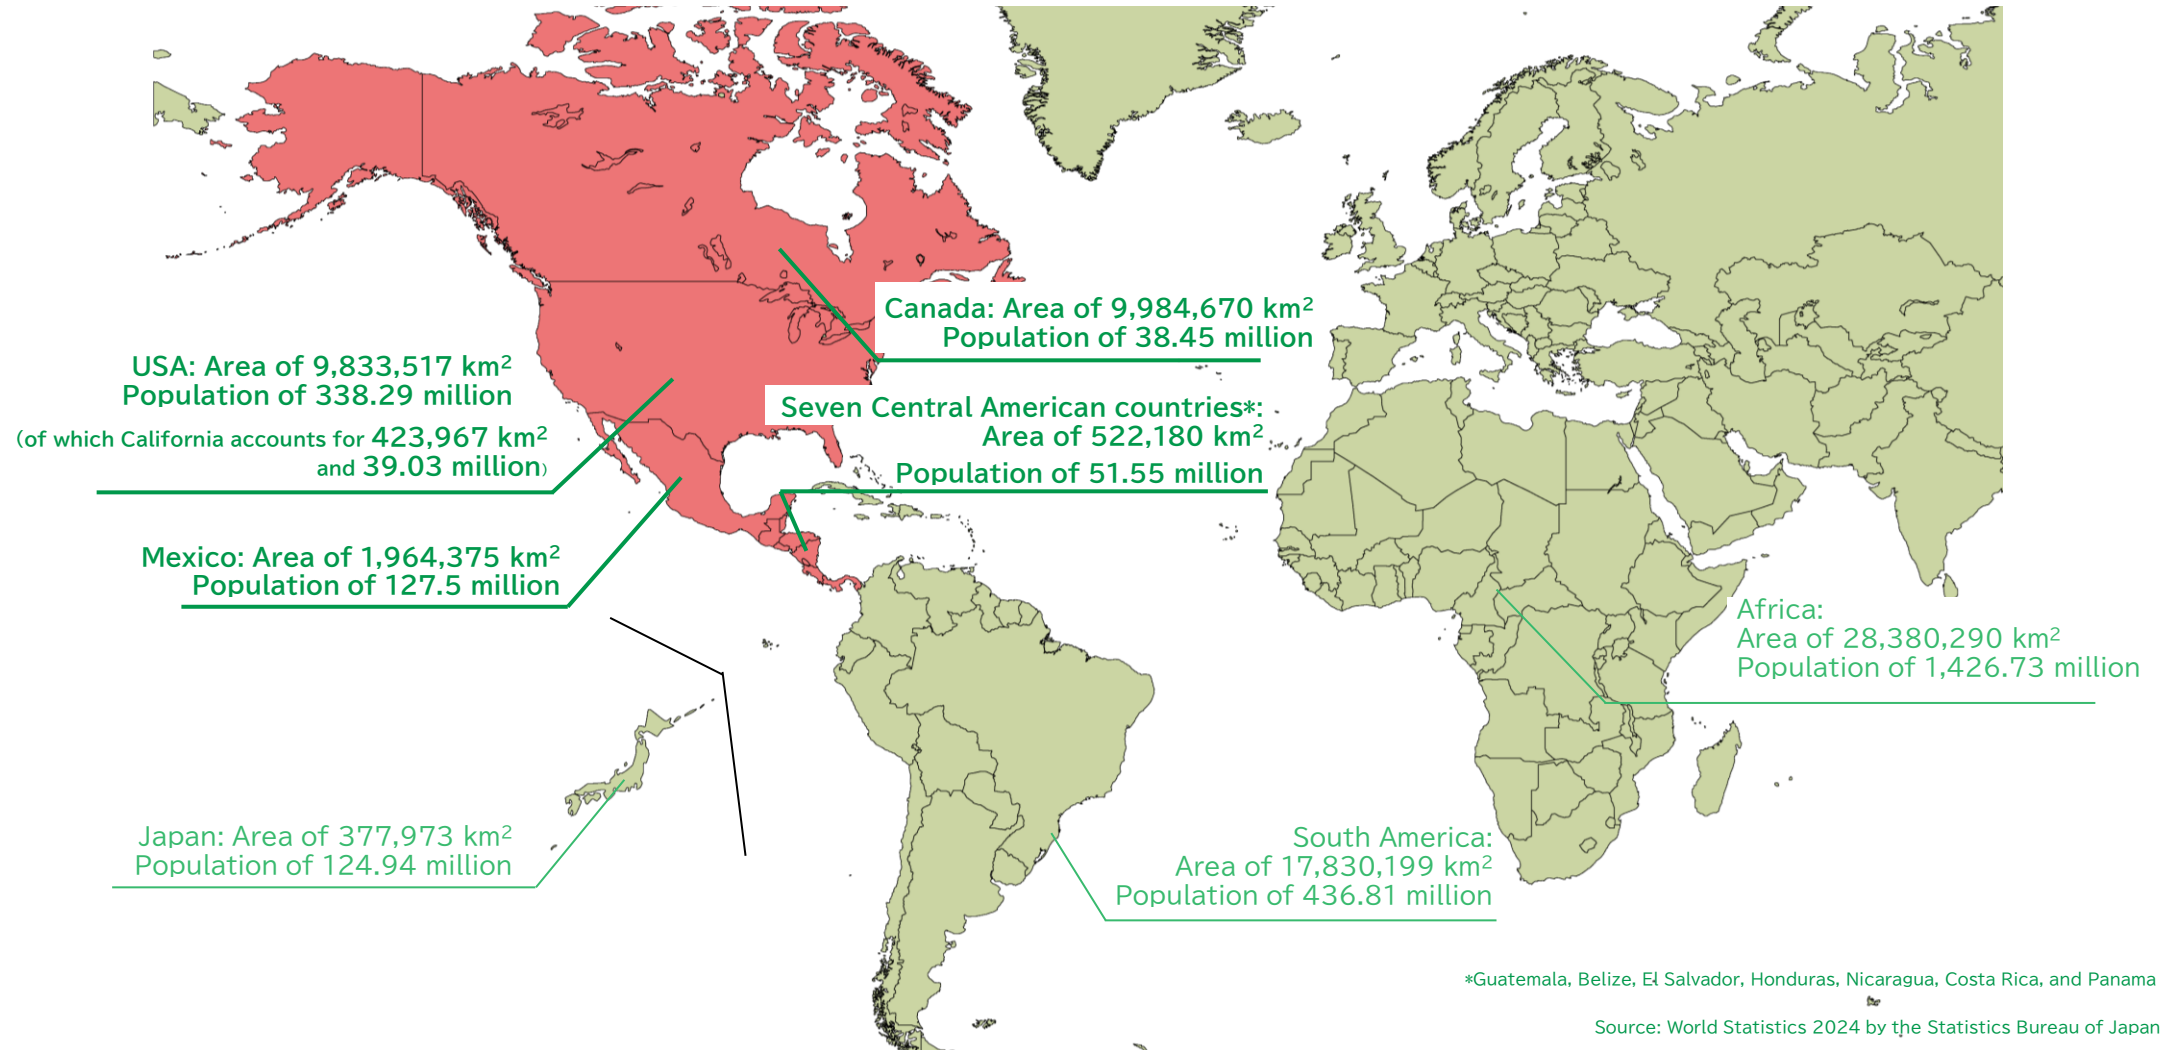 Canada: Area of 9,984,670 km²
Population of 38.45 million
USA: Area of 9,833,517 km²
Population of 338.29 million
(of which California accounts for 423,967 km²
and 39.03 million)
Seven Central American countries*:
Area of 522,180 km²
Population of 51.55 million
Mexico: Area of 1,964,375 km²
Population of 127.5 million
Africa:
Area of 28,380,290 km²
Population of 1,426.73 million
Japan: Area of 377,973 km²
Population of 124.94 million
South America:
Area of 17,830,199 km²
Population of 436.81 million
*Guatemala, Belize, El Salvador, Honduras, Nicaragua, Costa Rica, and Panama
Source: World Statistics 2024 by the Statistics Bureau of Japan